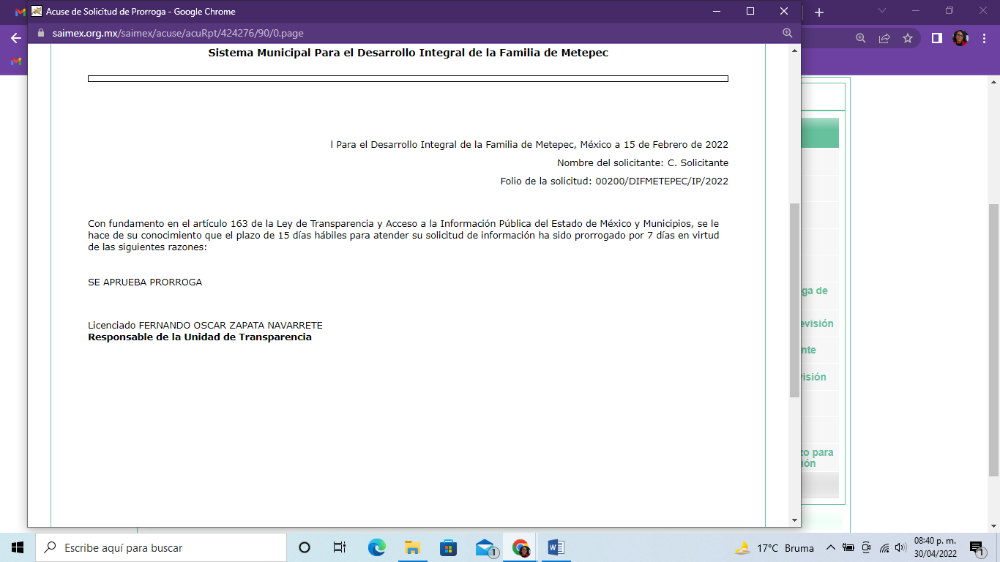 Acuse de Solicitud de Prorroga - Google Chrome
saimex.org.mx/saimex/acuse/acuRpt/424276/90/0.page
Sistema Municipal Para el Desarrollo Integral de la Familia de Metepec
l Para el Desarrollo Integral de la Familia de Metepec, México a 15 de Febrero de 2022
Nombre del solicitante: C. Solicitante
Folio de la solicitud: 00200/DIFMETEPEC/IP/2022
Con fundamento en el artículo 163 de la Ley de Transparencia y Acceso a la Información Pública del Estado de México y Municipios, se le
hace de su conocimiento que el plazo de 15 días hábiles para atender su solicitud de información ha sido prorrogado por 7 días en virtud
de las siguientes razones:
SE APRUEBA PRORROGA
Licenciado FERNANDO OSCAR ZAPATA NAVARRETE
Responsable de la Unidad de Transparencia
ga de
evisión
nte
visión
zo para
ión
Escribe aquí para buscar
1
17°C Bruma
08:40 p. m.
30/04/2022
1